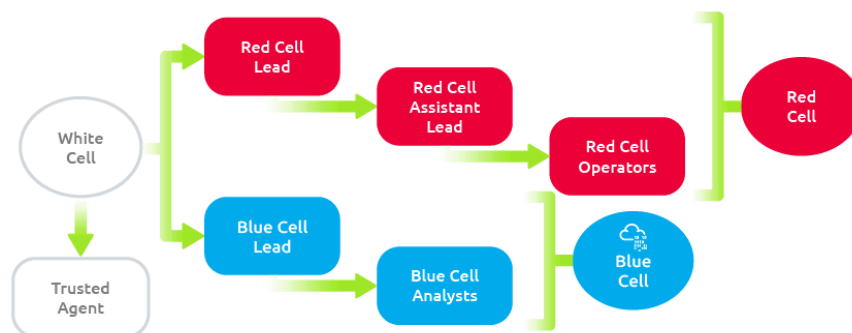 Red Cell
Lead
Red Cell
Assistant
Lead
Red Cell
Operators
Red
Cell
White
Cell
Blue Cell
Lead
Blue Cell
Analysts
Blue
Cell
Trusted
Agent